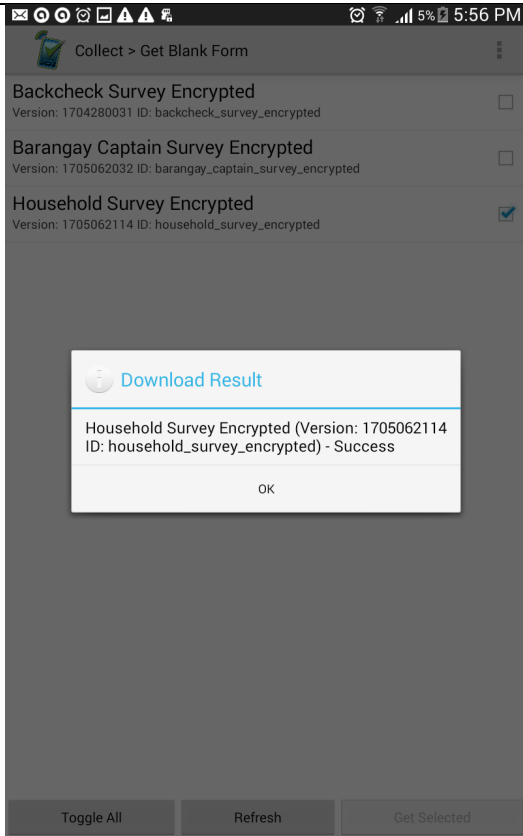 5% 5:56 PM
Collect > Get Blank Form
Backcheck Survey Encrypted
Version: 1704280031 ID: backcheck_survey_encrypted
Barangay Captain Survey Encrypted
Version: 1705062032 ID: barangay_captain_survey_encrypted
Household Survey Encrypted
Version: 1705062114 ID: household_survey_encrypted
Download Result
Household Survey Encrypted (Version: 1705062114
ID: household_survey_encrypted) - Success
OK
Toggle All Refresh Get Selected